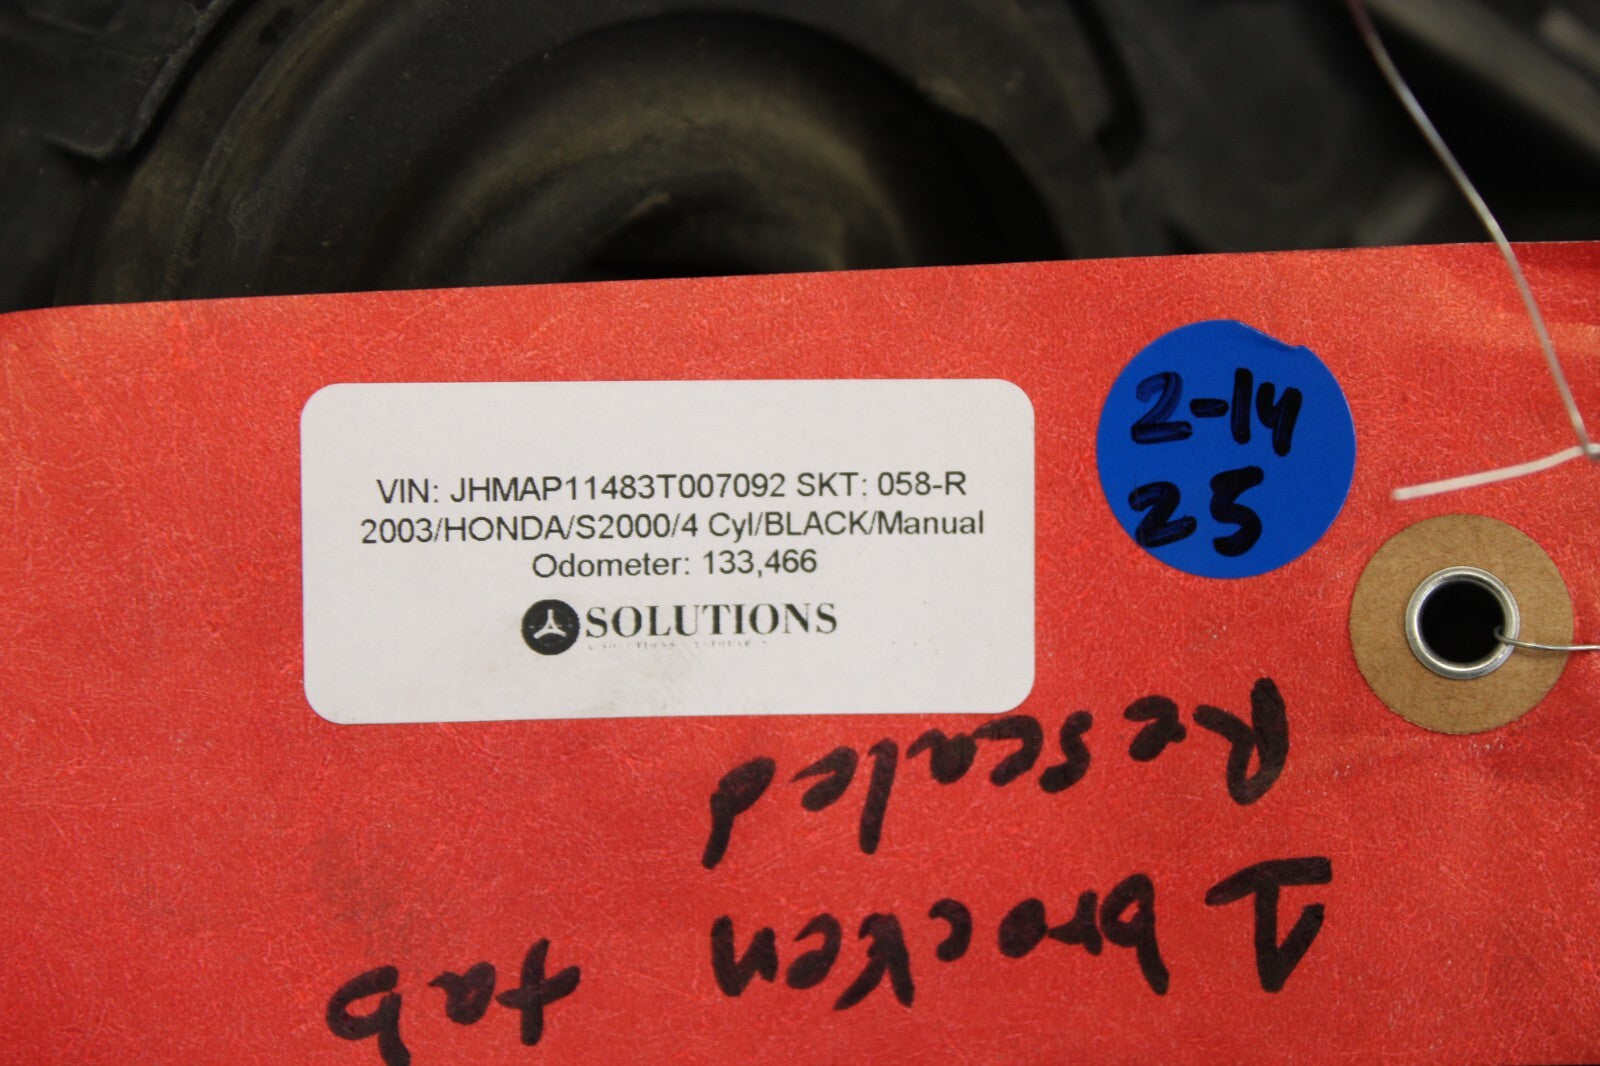 VIN: JHMAP11483T007092 SKT: 058-R
2003/HONDA/S2000/4 Cyl/BLACK/Manual
Odometer: 133,466
SOLUTIONS
2-14
25
1 brocken tab
Rescaled